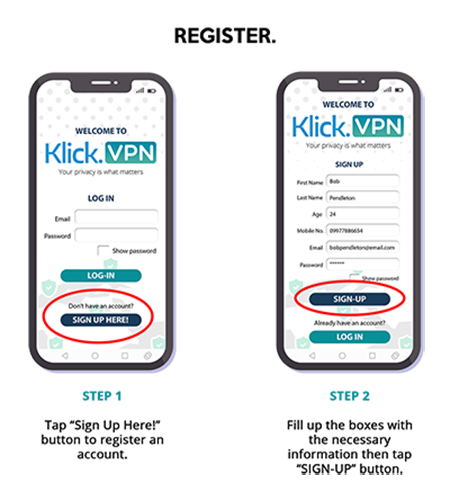 REGISTER.
WELCOME TO
Klick.VPN
Your privacy is what matters
LOG IN
Email
Password
Show password
LOG-IN
Don't have an account?
SIGN UP HERE!
STEP 1
Tap “Sign Up Here!”
button to register an
account.
WELCOME TO
Klick.VPN
Your privacy is what matters
SIGN UP
First Name Bob
Last Name Pendleton
Age 24
Mobile No. 09977886634
Email bobpendleton@email.com
Password ******
Show password
SIGN-UP
Already have an account?
LOG IN
STEP 2
Fill up the boxes with
the necessary
information then tap
“SIGN-UP” button.